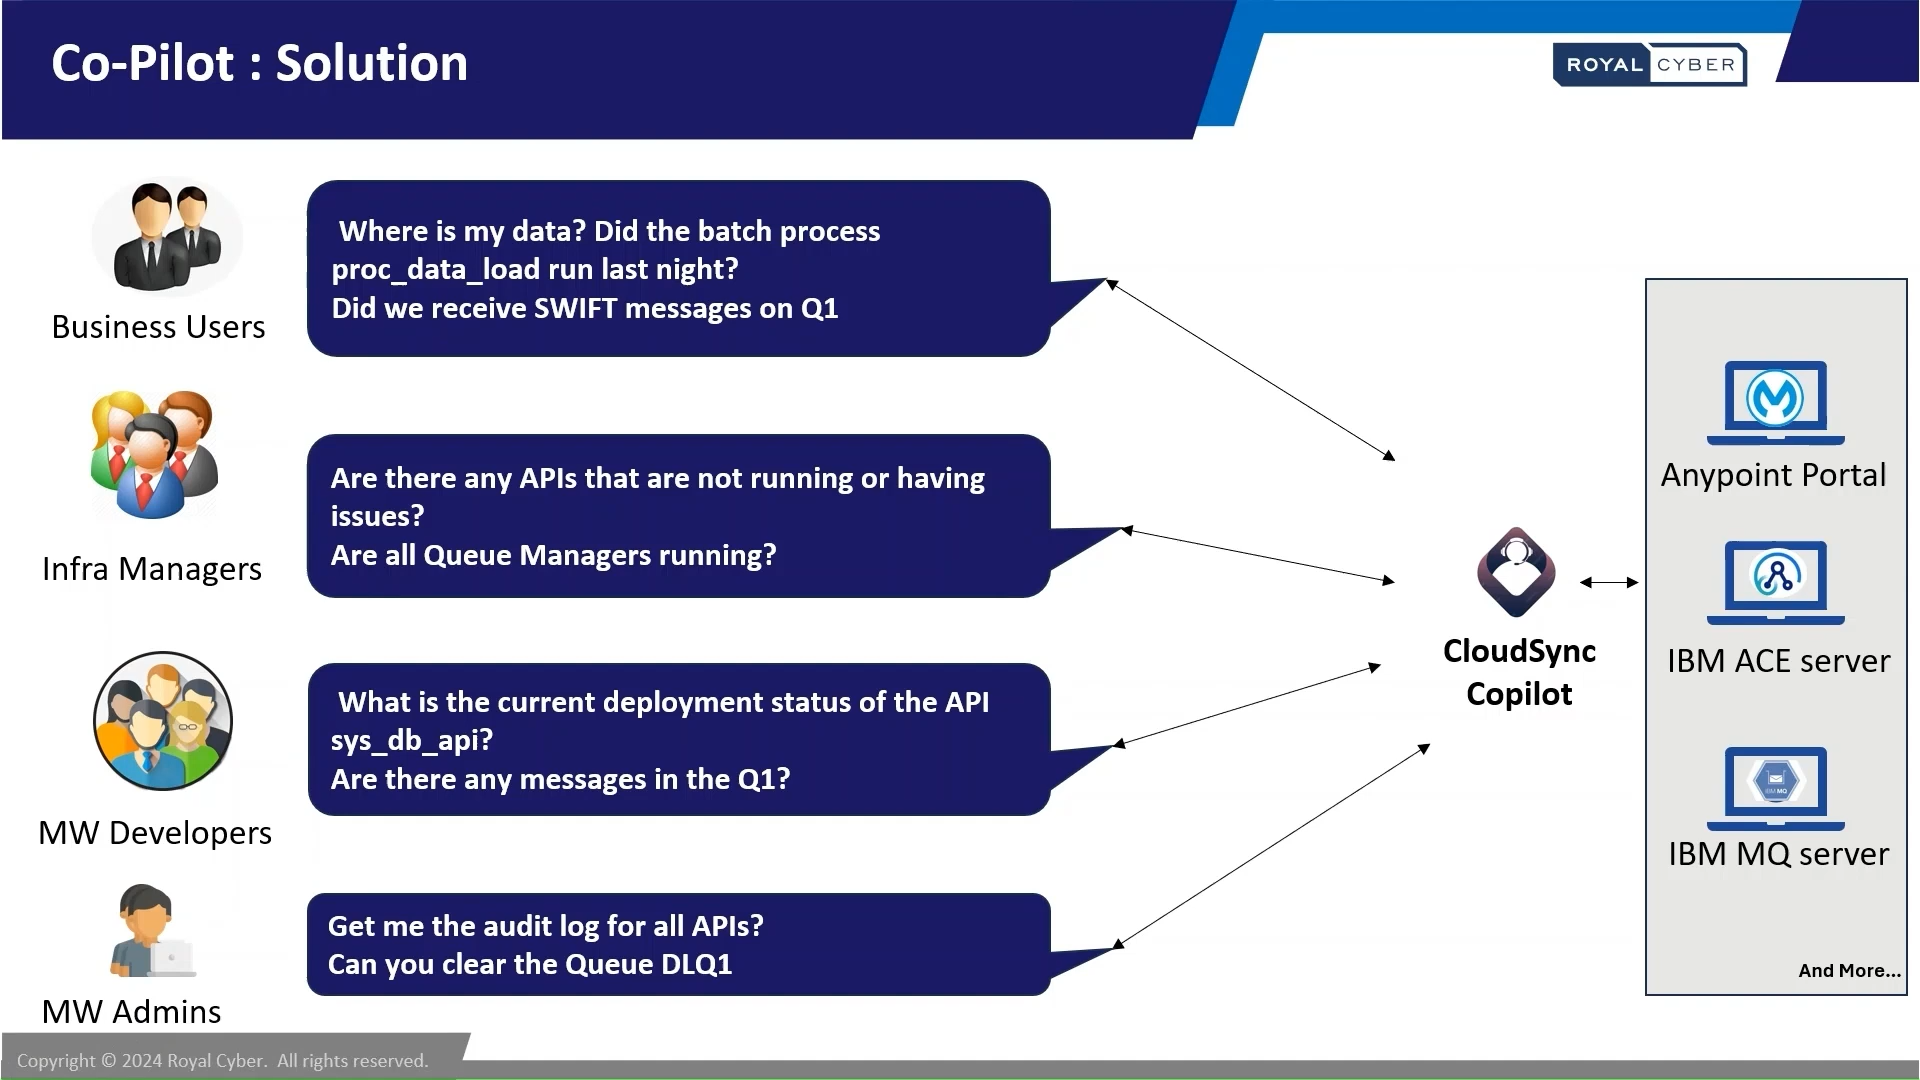 Co-Pilot : Solution
ROYAL CYBER
Where is my data? Did the batch process
proc_data_load run last night?
Did we receive SWIFT messages on Q1
Business Users
Are there any APIs that are not running or having
issues?
Are all Queue Managers running?
Infra Managers
What is the current deployment status of the API
sys_db_api?
Are there any messages in the Q1?
MW Developers
Get me the audit log for all APIs?
Can you clear the Queue DLQ1
MW Admins
CloudSync
Copilot
Anypoint Portal
IBM ACE server
IBM MQ
IBM MQ server
And More...
Copyright © 2024 Royal Cyber. All rights reserved.